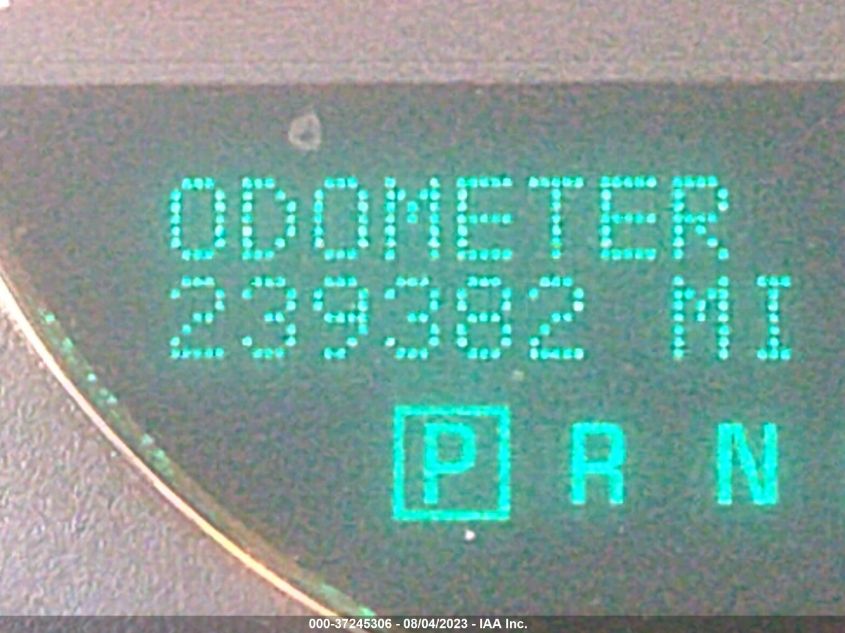 ODOMETER
239382 MI
P R N
000-37245306 - 08/04/2023 - IAA Inc.